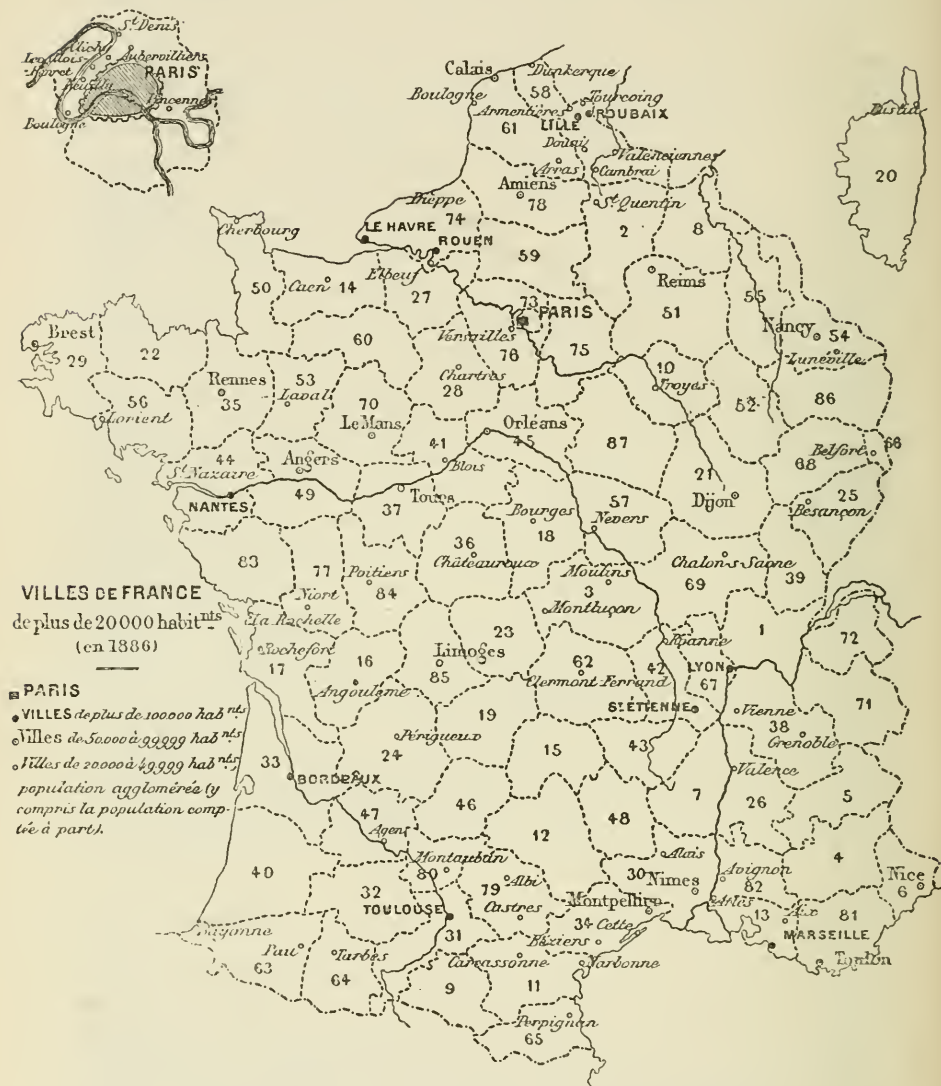 St Denis
Clichy
Levallois-
-Perret
Aubervilliers
PARIS
Neuilly
Vincennes
Boulogne
Calais
Dunkerque
58
Boulogne
Armentières
Tourcoing
LILLE
ROUBAIX
61
Douai
Valenciennes
Arras
Cambrai
Bastia
20
Amiens
78
St Quentin
Dieppe
74
2
8
Cherbourg
LE HAVRE
ROUEN
59
Elbeuf
Reims
50
Caen
14
27
51
55
73
PARIS
Nancy
54
Brest
29
22
60
Versailles
76
75
Lunéville
Rennes
35
53
Laval
Chartres
28
10
Troyes
52
86
56
Lorient
70
Le Mans
Orléans
45
41
Blois
87
Belfort
66
68
44
St Nazaire
Angers
21
NANTES
49
Tours
37
57
Dijon
25
Besançon
Bourges
18
Nevers
83
36
Châteauroux
77
Poitiers
84
Moulins
3
Chalon-s-Saone
69
39
VILLES DE FRANCE
de plus de 20000 habit.nts
(en 1886)
Niort
Montluçon
La Rochelle
23
1
72
Rochefort
17
16
Limoges
85
62
Clermont Ferrand
Roanne
42
LYON
67
Angoulême
ST ÉTIENNE
Vienne
71
19
38
Grenoble
PARIS
VILLES de plus de 100000 hab.nts
Villes de 50000 à 99999 hab.nts
Villes de 20000 à 49999 hab.nts
population agglomérée (y
compris la population comp-
tée à part).
Périgueux
24
15
43
33
BORDEAUX
Valence
7
26
5
47
46
48
Agen
12
Alais
4
40
Montauban
80
30
Nimes
Avignon
82
Nice
6
32
79
Albi
TOULOUSE
Castres
Montpellier
Arles
13
Aix
81
34
Cette
MARSEILLE
Bayonne
31
Béziers
Pau
63
Tarbes
64
Carcassonne
Narbonne
Toulon
9
11
Perpignan
65